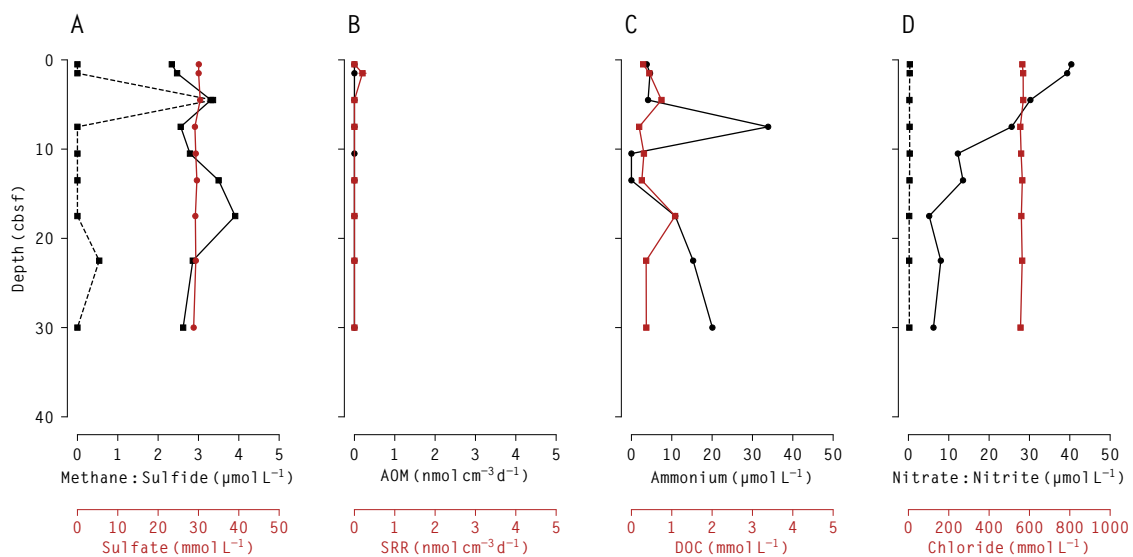 A B C D
0
10
20
30
40
Depth (cbsf)
0 1 2 3 4 5
Methane : Sulfide (µmol L⁻¹)
0 10 20 30 40 50
Sulfate (mmol L⁻¹)
0 1 2 3 4 5
AOM (nmol cm⁻³ d⁻¹)
0 1 2 3 4 5
SRR (nmol cm⁻³ d⁻¹)
0 10 20 30 40 50
Ammonium (µmol L⁻¹)
0 1 2 3 4 5
DOC (mmol L⁻¹)
0 10 20 30 40 50
Nitrate : Nitrite (µmol L⁻¹)
0 200 400 600 800 1000
Chloride (mmol L⁻¹)